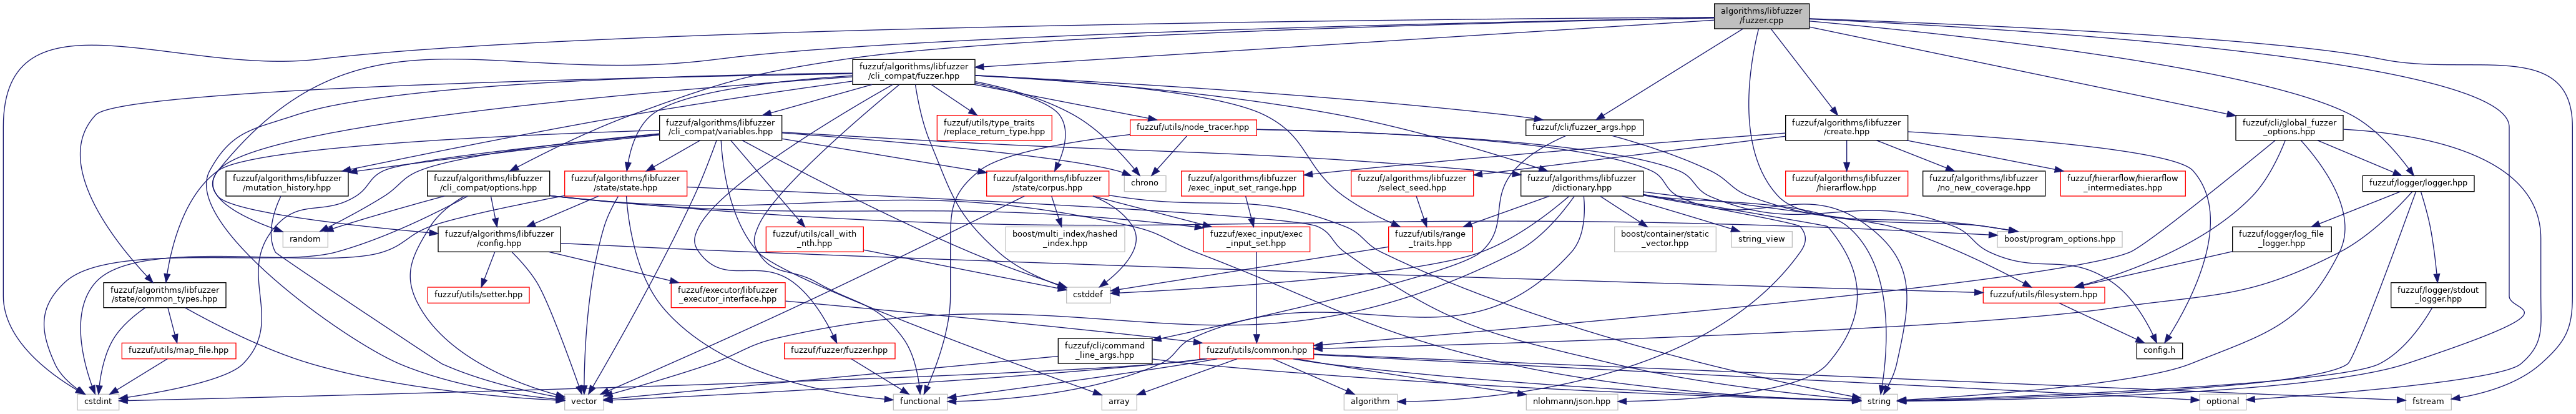 algorithms/libfuzzer
/fuzzer.cpp
fuzzuf/algorithms/libfuzzer
/cli_compat/fuzzer.hpp
fuzzuf/algorithms/libfuzzer
/cli_compat/variables.hpp
fuzzuf/utils/type_traits
/replace_return_type.hpp
fuzzuf/utils/node_tracer.hpp
fuzzuf/cli/fuzzer_args.hpp
fuzzuf/algorithms/libfuzzer
/create.hpp
fuzzuf/cli/global_fuzzer
_options.hpp
fuzzuf/algorithms/libfuzzer
/mutation_history.hpp
fuzzuf/algorithms/libfuzzer
/cli_compat/options.hpp
fuzzuf/algorithms/libfuzzer
/state/state.hpp
fuzzuf/algorithms/libfuzzer
/state/corpus.hpp
chrono
fuzzuf/algorithms/libfuzzer
/exec_input_set_range.hpp
fuzzuf/algorithms/libfuzzer
/select_seed.hpp
fuzzuf/algorithms/libfuzzer
/dictionary.hpp
fuzzuf/algorithms/libfuzzer
/hierarflow.hpp
fuzzuf/algorithms/libfuzzer
/no_new_coverage.hpp
fuzzuf/hierarflow/hierarflow
_intermediates.hpp
fuzzuf/logger/logger.hpp
random
fuzzuf/algorithms/libfuzzer
/config.hpp
fuzzuf/utils/call_with
_nth.hpp
boost/multi_index/hashed
_index.hpp
fuzzuf/exec_input/exec
_input_set.hpp
fuzzuf/utils/range
_traits.hpp
boost/container/static
_vector.hpp
string_view
boost/program_options.hpp
fuzzuf/logger/log_file
_logger.hpp
fuzzuf/algorithms/libfuzzer
/state/common_types.hpp
fuzzuf/utils/setter.hpp
fuzzuf/executor/libfuzzer
_executor_interface.hpp
cstddef
fuzzuf/utils/filesystem.hpp
fuzzuf/logger/stdout
_logger.hpp
fuzzuf/utils/map_file.hpp
fuzzuf/fuzzer/fuzzer.hpp
fuzzuf/cli/command
_line_args.hpp
fuzzuf/utils/common.hpp
config.h
cstdint
vector
functional
array
algorithm
nlohmann/json.hpp
string
optional
fstream